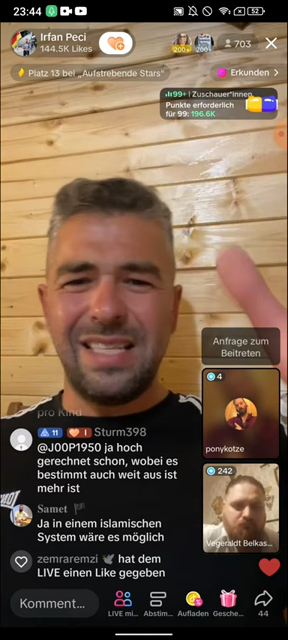 23:44
52
Irfan Peci
144.5K Likes
200+
200+
703
Platz 13 bei „Aufstrebende Stars“
Erkunden >
99+ | Zuschauer*innen
Punkte erforderlich
für 99: 196.6K
Anfrage zum
Beitreten
4
ponykotze
242
Vegeraldt Belkas...
pro Kind
11 I Sturm398
@J00P1950 ja hoch
gerechnet schon, wobei es
bestimmt auch weit aus ist
mehr ist
Samet
Ja in einem islamischen
System wäre es möglich
zemraremzi 🕊 hat dem
LIVE einen Like gegeben
Komment...
LIVE mi...
Abstim...
Aufladen
Gesche...
44